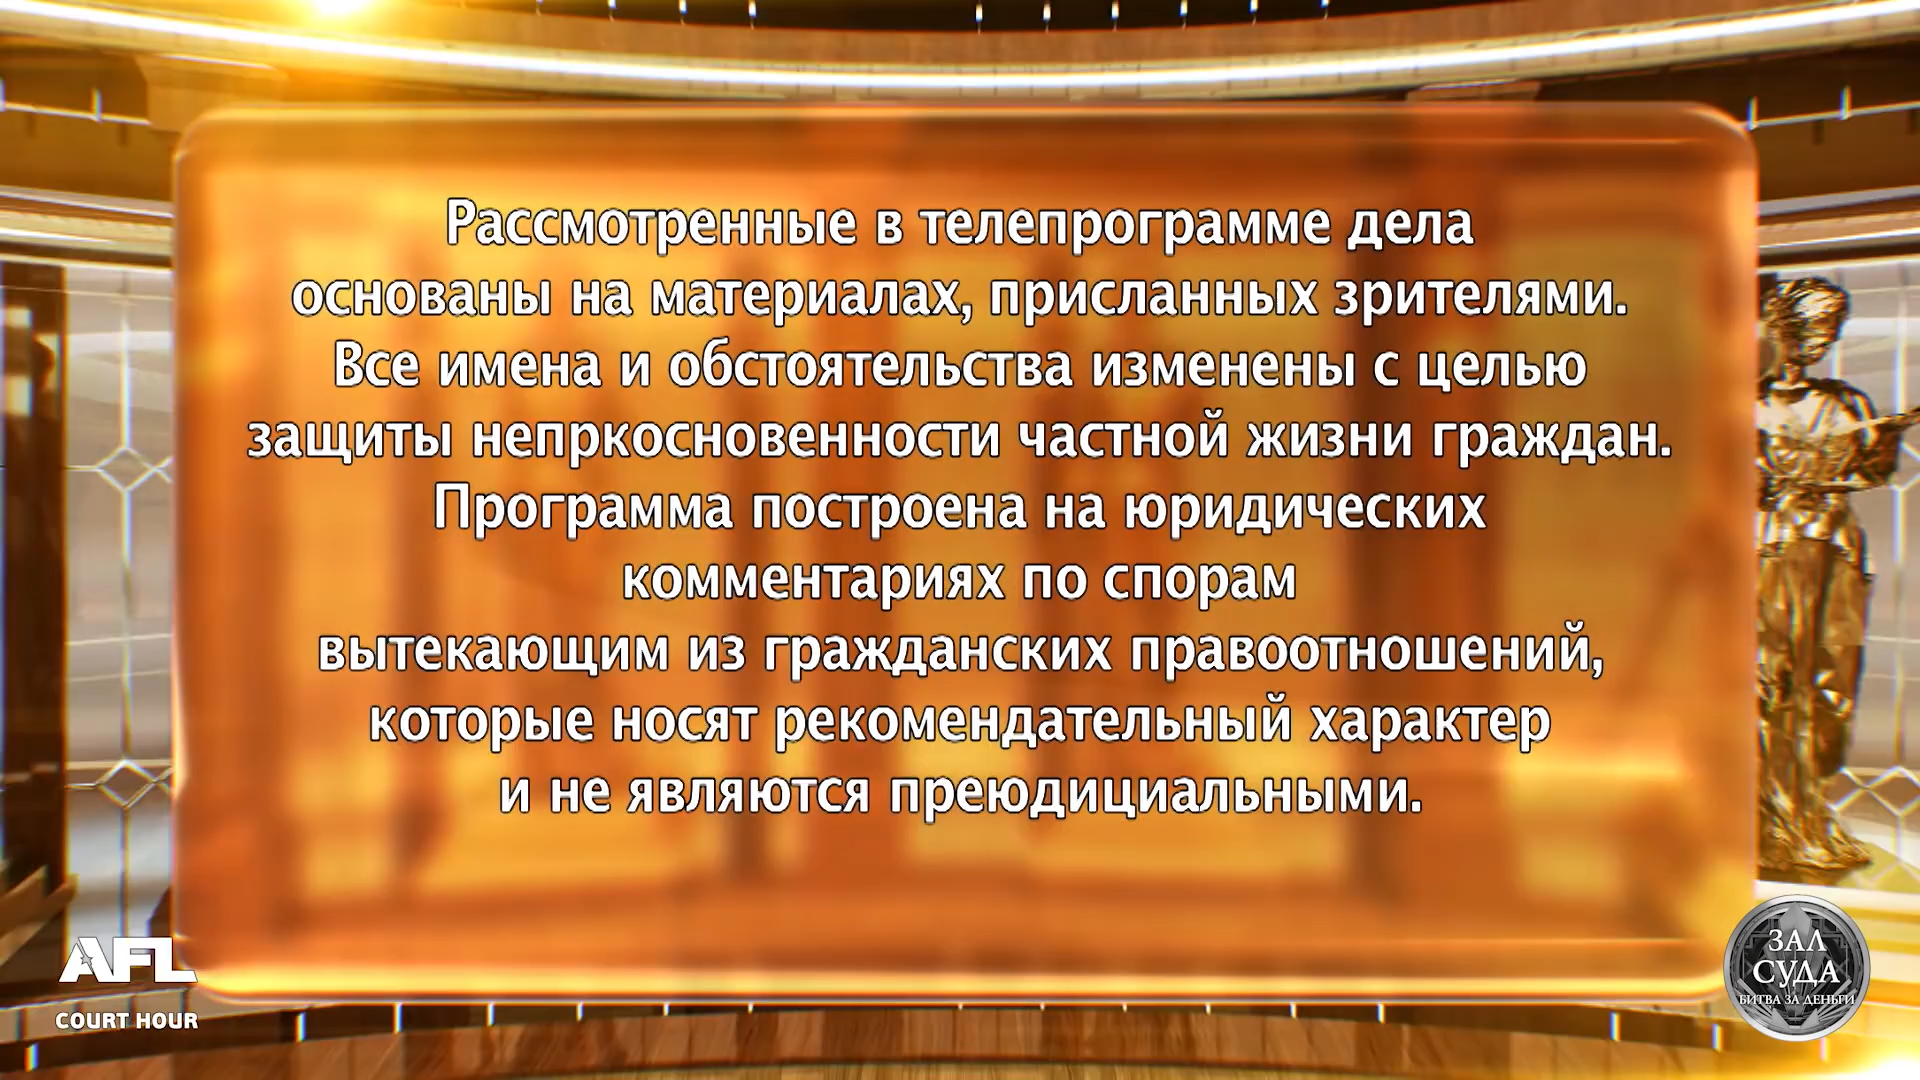 Рассмотренные в телепрограмме дела
основаны на материалах, присланных зрителями.
Все имена и обстоятельства изменены с целью
защиты непркосновенности частной жизни граждан.
Программа построена на юридических
комментариях по спорам
вытекающим из гражданских правоотношений,
которые носят рекомендательный характер
и не являются преюдициальными.
AFL
COURT HOUR
ЗАЛ
СУДА
БИТВА ЗА ДЕНЬГИ